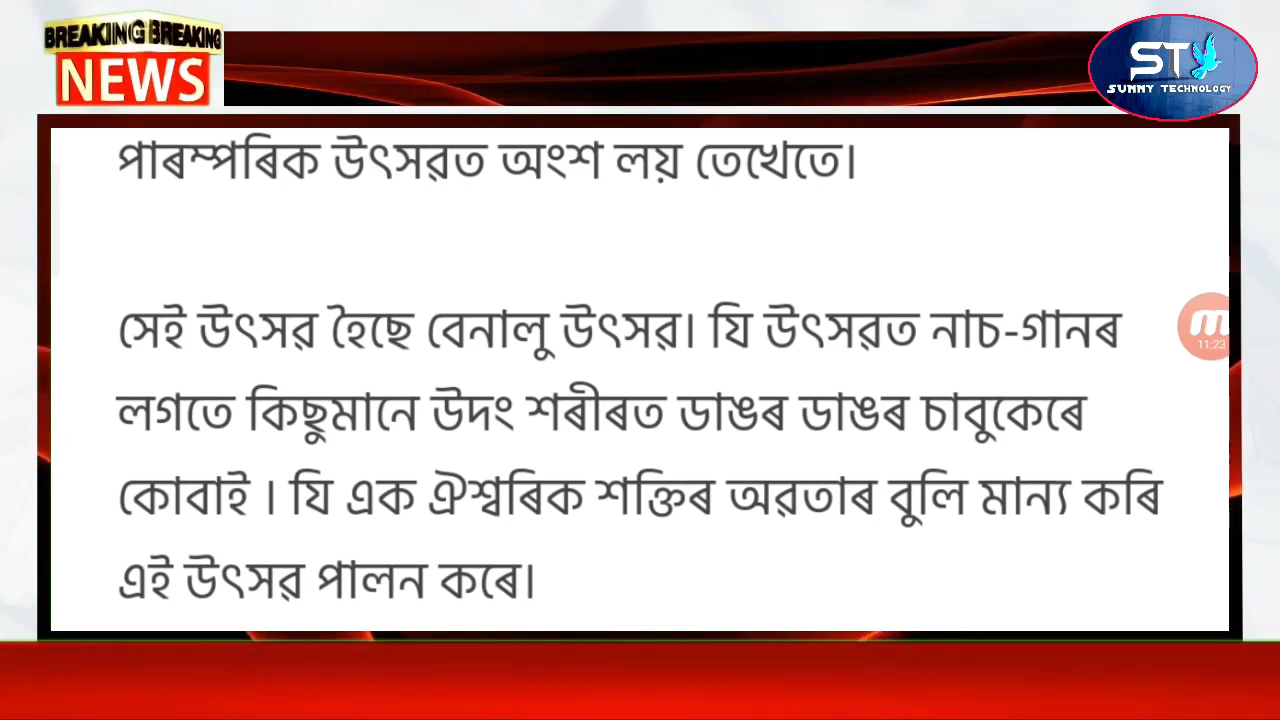 BREAKING BREAKING
NEWS
ST
SUNNY TECHNOLOGY
পাৰম্পৰিক উৎসৱত অংশ লয় তেখেতে।
সেই উৎসৱ হৈছে বেনালু উৎসৱ। যি উৎসৱত নাচ-গানৰ
11:23
লগতে কিছুমানে উদং শৰীৰত ডাঙৰ ডাঙৰ চাবুকেৰে
কোবাই । যি এক ঐশ্বৰিক শক্তিৰ অৱতাৰ বুলি মান্য কৰি
এই উৎসৱ পালন কৰে।